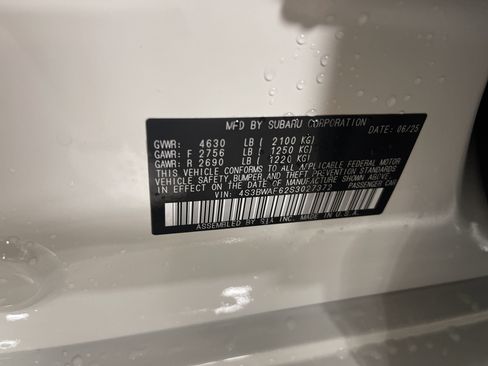 MFD BY SUBARU CORPORATION
DATE: 06/25
GVWR: 4630 LB ( 2100 KG)
GAWR: F 2756 LB ( 1250 KG)
GAWR: R 2690 LB ( 1220 KG)
THIS VEHICLE CONFORMS TO ALL APPLICABLE FEDERAL MOTOR
VEHICLE SAFETY, BUMPER, AND THEFT PREVENTION STANDARDS
IN EFFECT ON THE DATE OF MANUFACTURE SHOWN ABOVE.
VIN: 4S3BWAF62S3027372 PASSENGER CAR
ASSEMBLED BY SIA, INC. MADE IN U.S.A.